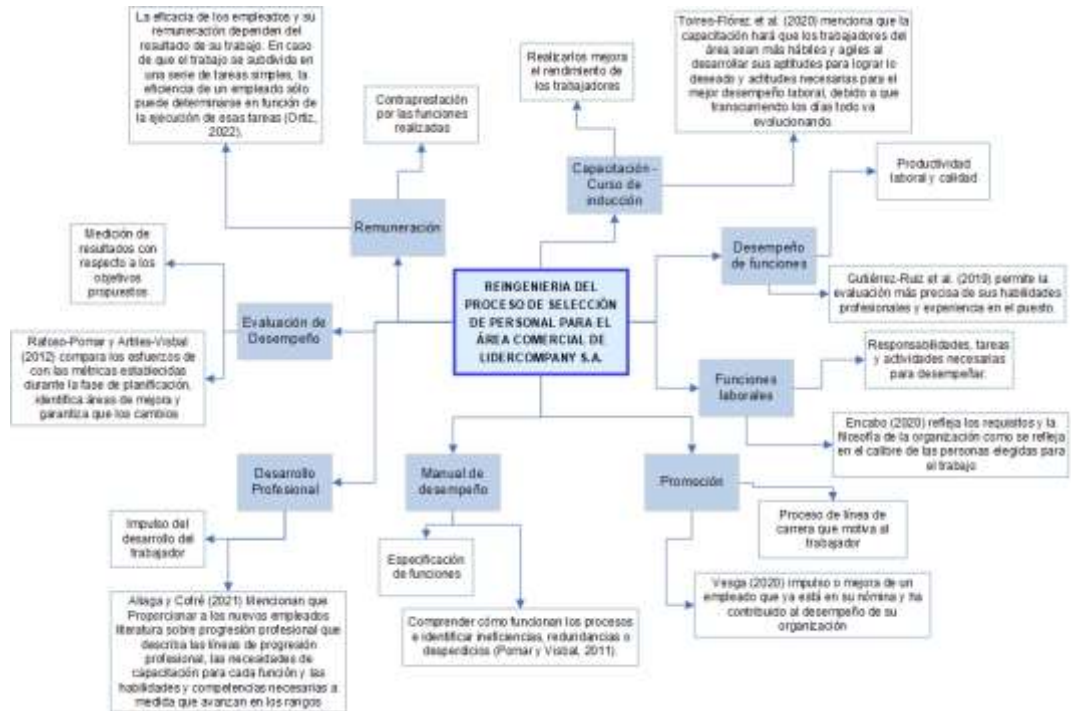 La eficacia de los empleados y su
remuneración dependen del
resultado de su trabajo. En caso
de que el trabajo se subdivida en
una serie de tareas simples, la
eficiencia de un empleado sólo
puede determinarse en función de
la ejecución de esas tareas (Ortiz,
2022).
Contraprestación
por las funciones
realizadas
Remuneración
Realizarlos mejora
el rendimiento de
los trabajadores
Torres-Flórez et al. (2020) menciona que la
capacitación hará que los trabajadores del
área sean más hábiles y agiles al
desarrollar sus aptitudes para lograr lo
deseado y actitudes necesarias para el
mejor desempeño laboral, debido a que
transcurriendo los días todo va
evolucionando.
Capacitación -
Curso de
inducción
Productividad
laboral y calidad
Desempeño
de funciones
Gutiérrez-Ruiz et al. (2019) permite la
evaluación más precisa de sus habilidades
profesionales y experiencia en el puesto.
Medición de
resultados con
respecto a los
objetivos
propuestos
Evaluación de
Desempeño
Rafoso-Pomar y Artiles-Visbal
(2012) compara los esfuerzos
con las métricas establecidas
durante la fase de planificación,
identifica áreas de mejora y
garantiza que los cambios
REINGENIERIA DEL
PROCESO DE SELECCIÓN
DE PERSONAL PARA EL
ÁREA COMERCIAL DE
LIDERCOMPANY S.A.
Responsabilidades, tareas
y actividades necesarias
para desempeñar.
Funciones
laborales
Encabo (2020) refleja los requisitos y la
filosofía de la organización como se refleja
en el calibre de las personas elegidas para
el trabajo
Desarrollo
Profesional
Impulso del
desarrollo del
trabajador
Aliaga y Cofré (2021) Mencionan que
Proporcionar a los nuevos empleados
literatura sobre progresión profesional que
describa las líneas de progresión
profesional, las necesidades de
capacitación para cada función y las
habilidades y competencias necesarias a
medida que avanzan en los rangos
Manual de
desempeño
Especificación
de funciones
Comprender cómo funcionan los procesos
e identificar ineficiencias, redundancias o
desperdicios (Pomar y Visbal, 2011).
Promoción
Proceso de línea de
carrera que motiva al
trabajador
Vesga (2020) impulso o mejora de un
empleado que ya está en su nómina y ha
contribuido al desempeño de su
organización